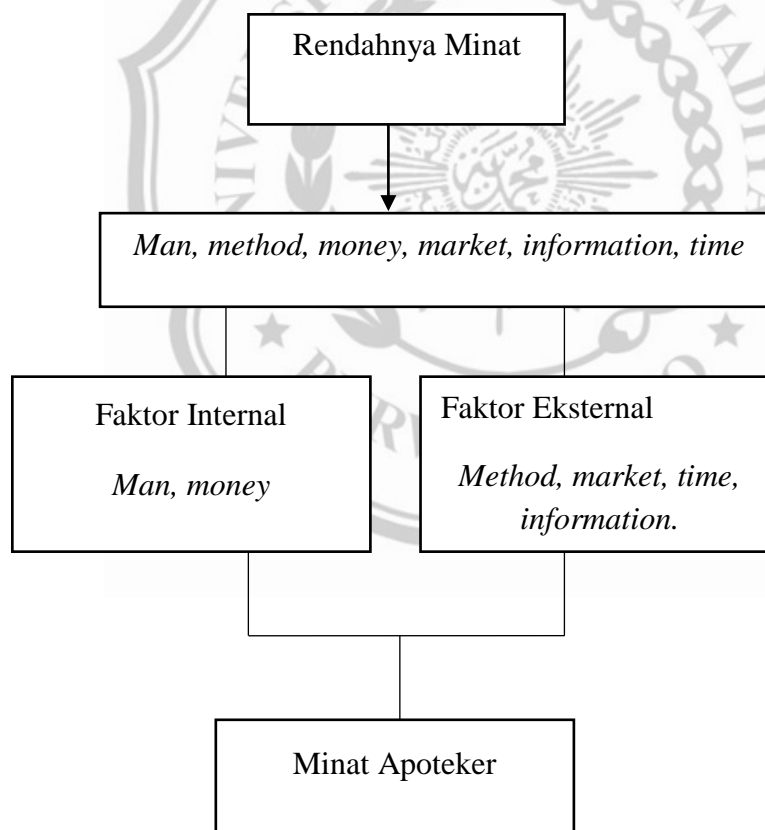 Rendahnya Minat
Man, method, money, market, information, time
Faktor Internal
Man, money
Faktor Eksternal
Method, market, time,
information.
Minat Apoteker